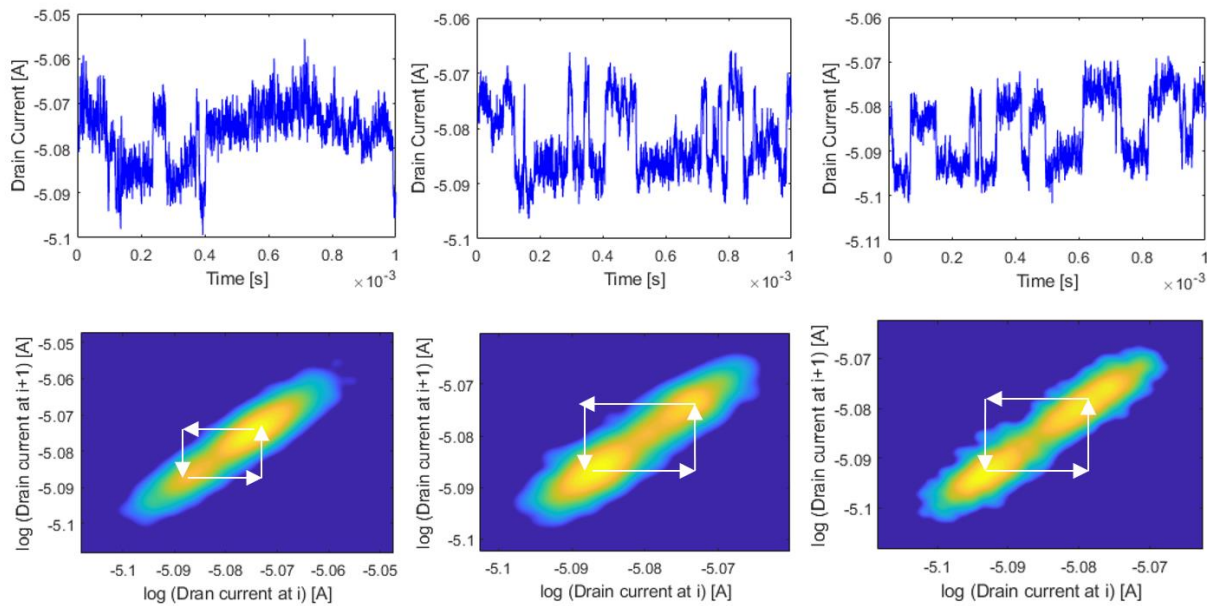 -5.05
-5.06
-5.07
-5.08
-5.09
-5.1
Drain Current [A]
0 0.2 0.4 0.6 0.8 1
Time [s]
×10-3
-5.06
-5.07
-5.08
-5.09
-5.1
Drain Current [A]
0 0.2 0.4 0.6 0.8 1
Time [s]
×10-3
-5.06
-5.07
-5.08
-5.09
-5.1
-5.11
Drain Current [A]
0 0.2 0.4 0.6 0.8 1
Time [s]
×10-3
-5.05
-5.06
-5.07
-5.08
-5.09
-5.1
log (Drain current at i+1) [A]
-5.1 -5.09 -5.08 -5.07 -5.06 -5.05
log (Dran current at i) [A]
-5.07
-5.08
-5.09
-5.1
log (Drain current at i+1) [A]
-5.1 -5.09 -5.08 -5.07
log (Drain current at i) [A]
-5.07
-5.08
-5.09
-5.1
log (Drain current at i+1) [A]
-5.1 -5.09 -5.08 -5.07
log (Drain current at i) [A]